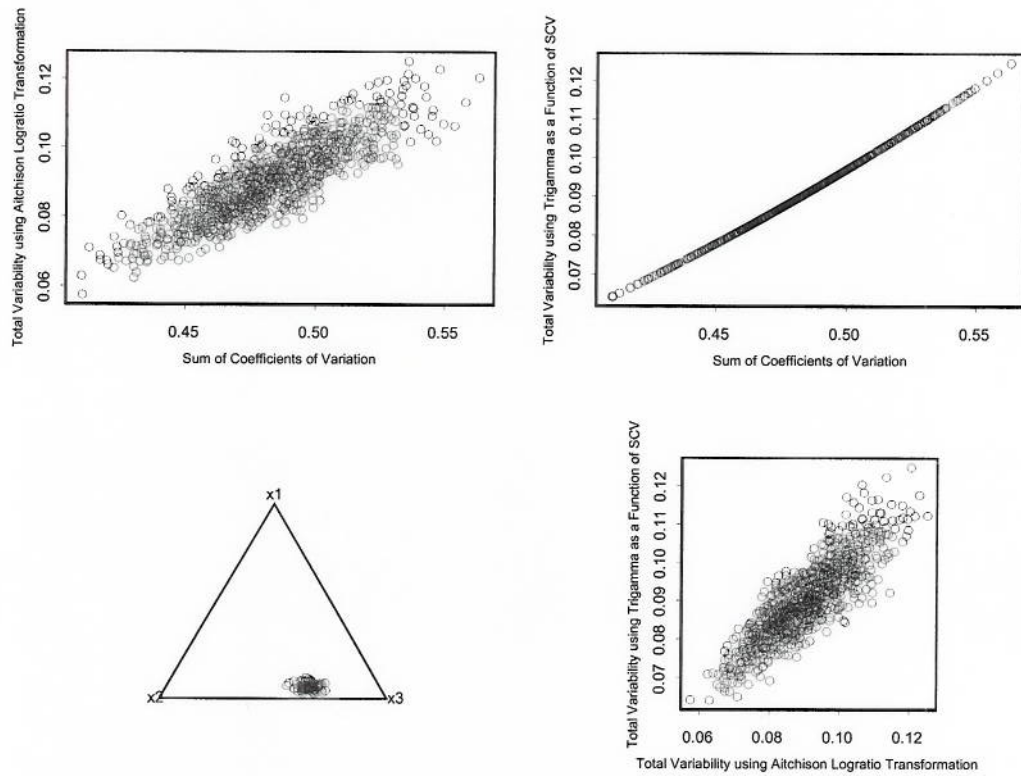 Total Variability using Aitchison Logratio Transformation
0.06 0.08 0.10 0.12
0.45 0.50 0.55
Sum of Coefficients of Variation
Total Variability using Trigamma as a Function of SCV
0.07 0.08 0.09 0.10 0.11 0.12
0.45 0.50 0.55
Sum of Coefficients of Variation
x1
x2
x3
Total Variability using Trigamma as a Function of SCV
0.07 0.08 0.09 0.10 0.11 0.12
0.06 0.08 0.10 0.12
Total Variability using Aitchison Logratio Transformation